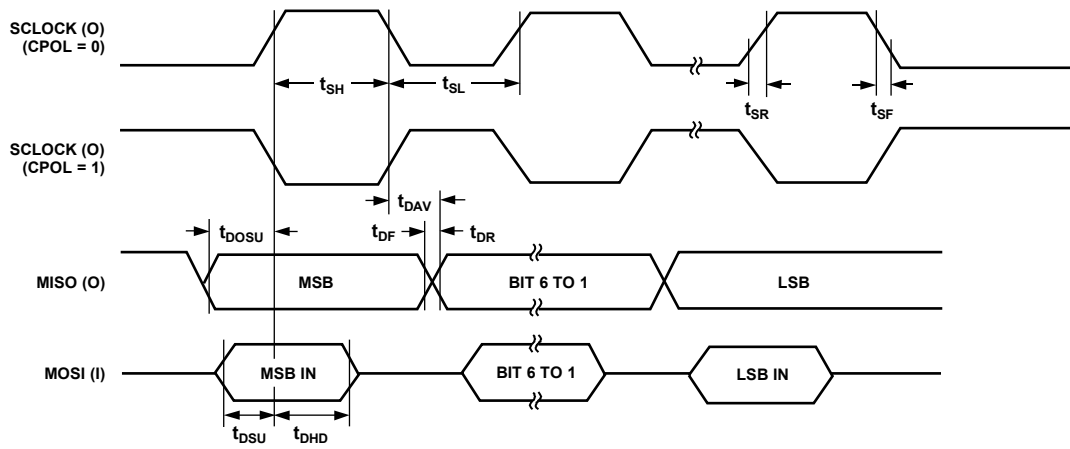 SCLOCK (O)
(CPOL = 0)
tSH
tSL
tSR
tSF
SCLOCK (O)
(CPOL = 1)
tDAV
tDOSU
tDF
tDR
MISO (O)
MSB
BIT 6 TO 1
LSB
MOSI (I)
MSB IN
BIT 6 TO 1
LSB IN
tDSU
tDHD